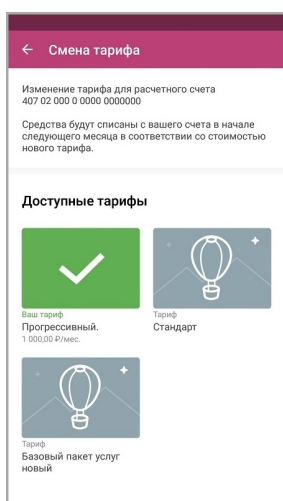 Смена тарифа
Изменение тарифа для расчетного счета
407 02 000 0 0000 0000000
Средства будут списаны с вашего счета в начале
следующего месяца в соответствии со стоимостью
нового тарифа.
Доступные тарифы
Ваш тариф
Прогрессивный.
1 000,00 ₽/мес.
Тариф
Стандарт
Тариф
Базовый пакет услуг
новый